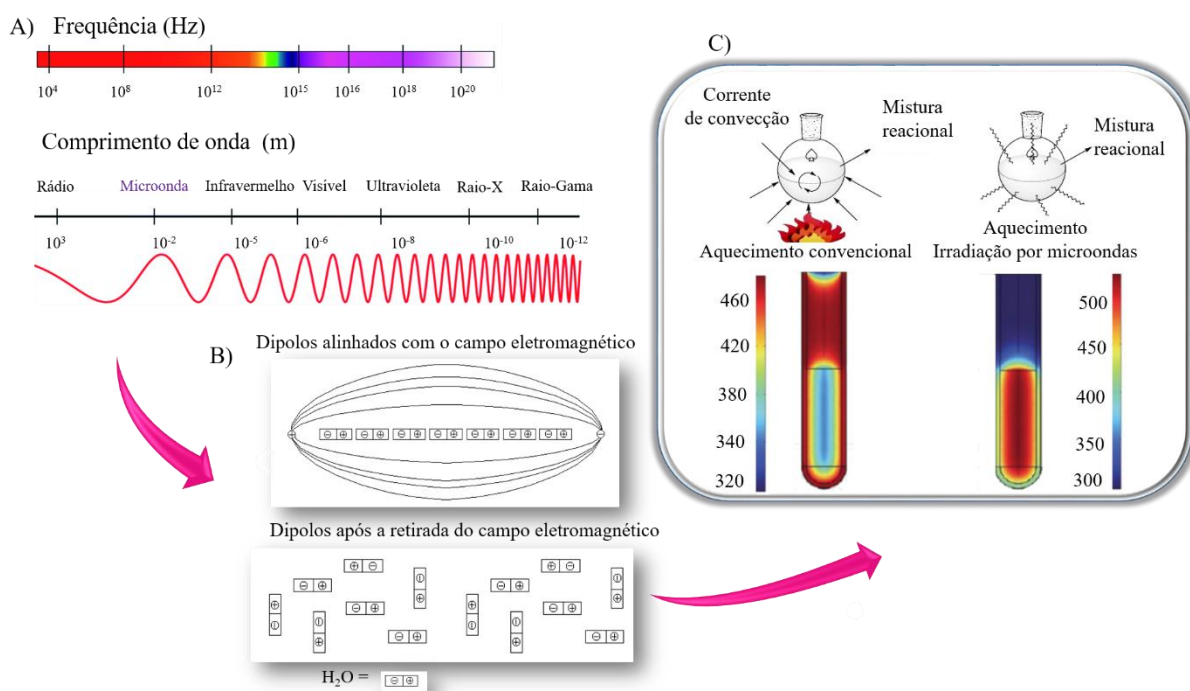 A)
Frequência (Hz)
10⁴ 10⁸ 10¹² 10¹⁵ 10¹⁶ 10¹⁸ 10²⁰
Comprimento de onda (m)
Rádio Microonda Infravermelho Visível Ultravioleta Raio-X Raio-Gama
10³ 10⁻² 10⁻⁵ 10⁻⁶ 10⁻⁸ 10⁻¹⁰ 10⁻¹²
B)
Dipolos alinhados com o campo eletromagnético
Dipolos após a retirada do campo eletromagnético
H₂O =
C)
Corrente
de convecção
Mistura
reacional
Mistura
reacional
Aquecimento convencional
Aquecimento
Irradiação por microondas
460
420
380
340
320
500
450
400
350
300